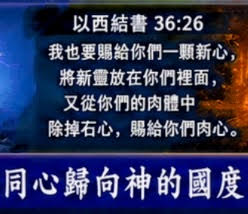 以西結書 36:26
我也要賜給你們一顆新心，
將新靈放在你們裡面，
又從你們的肉體中
除掉石心，賜給你們肉心。
同心歸向神的國度